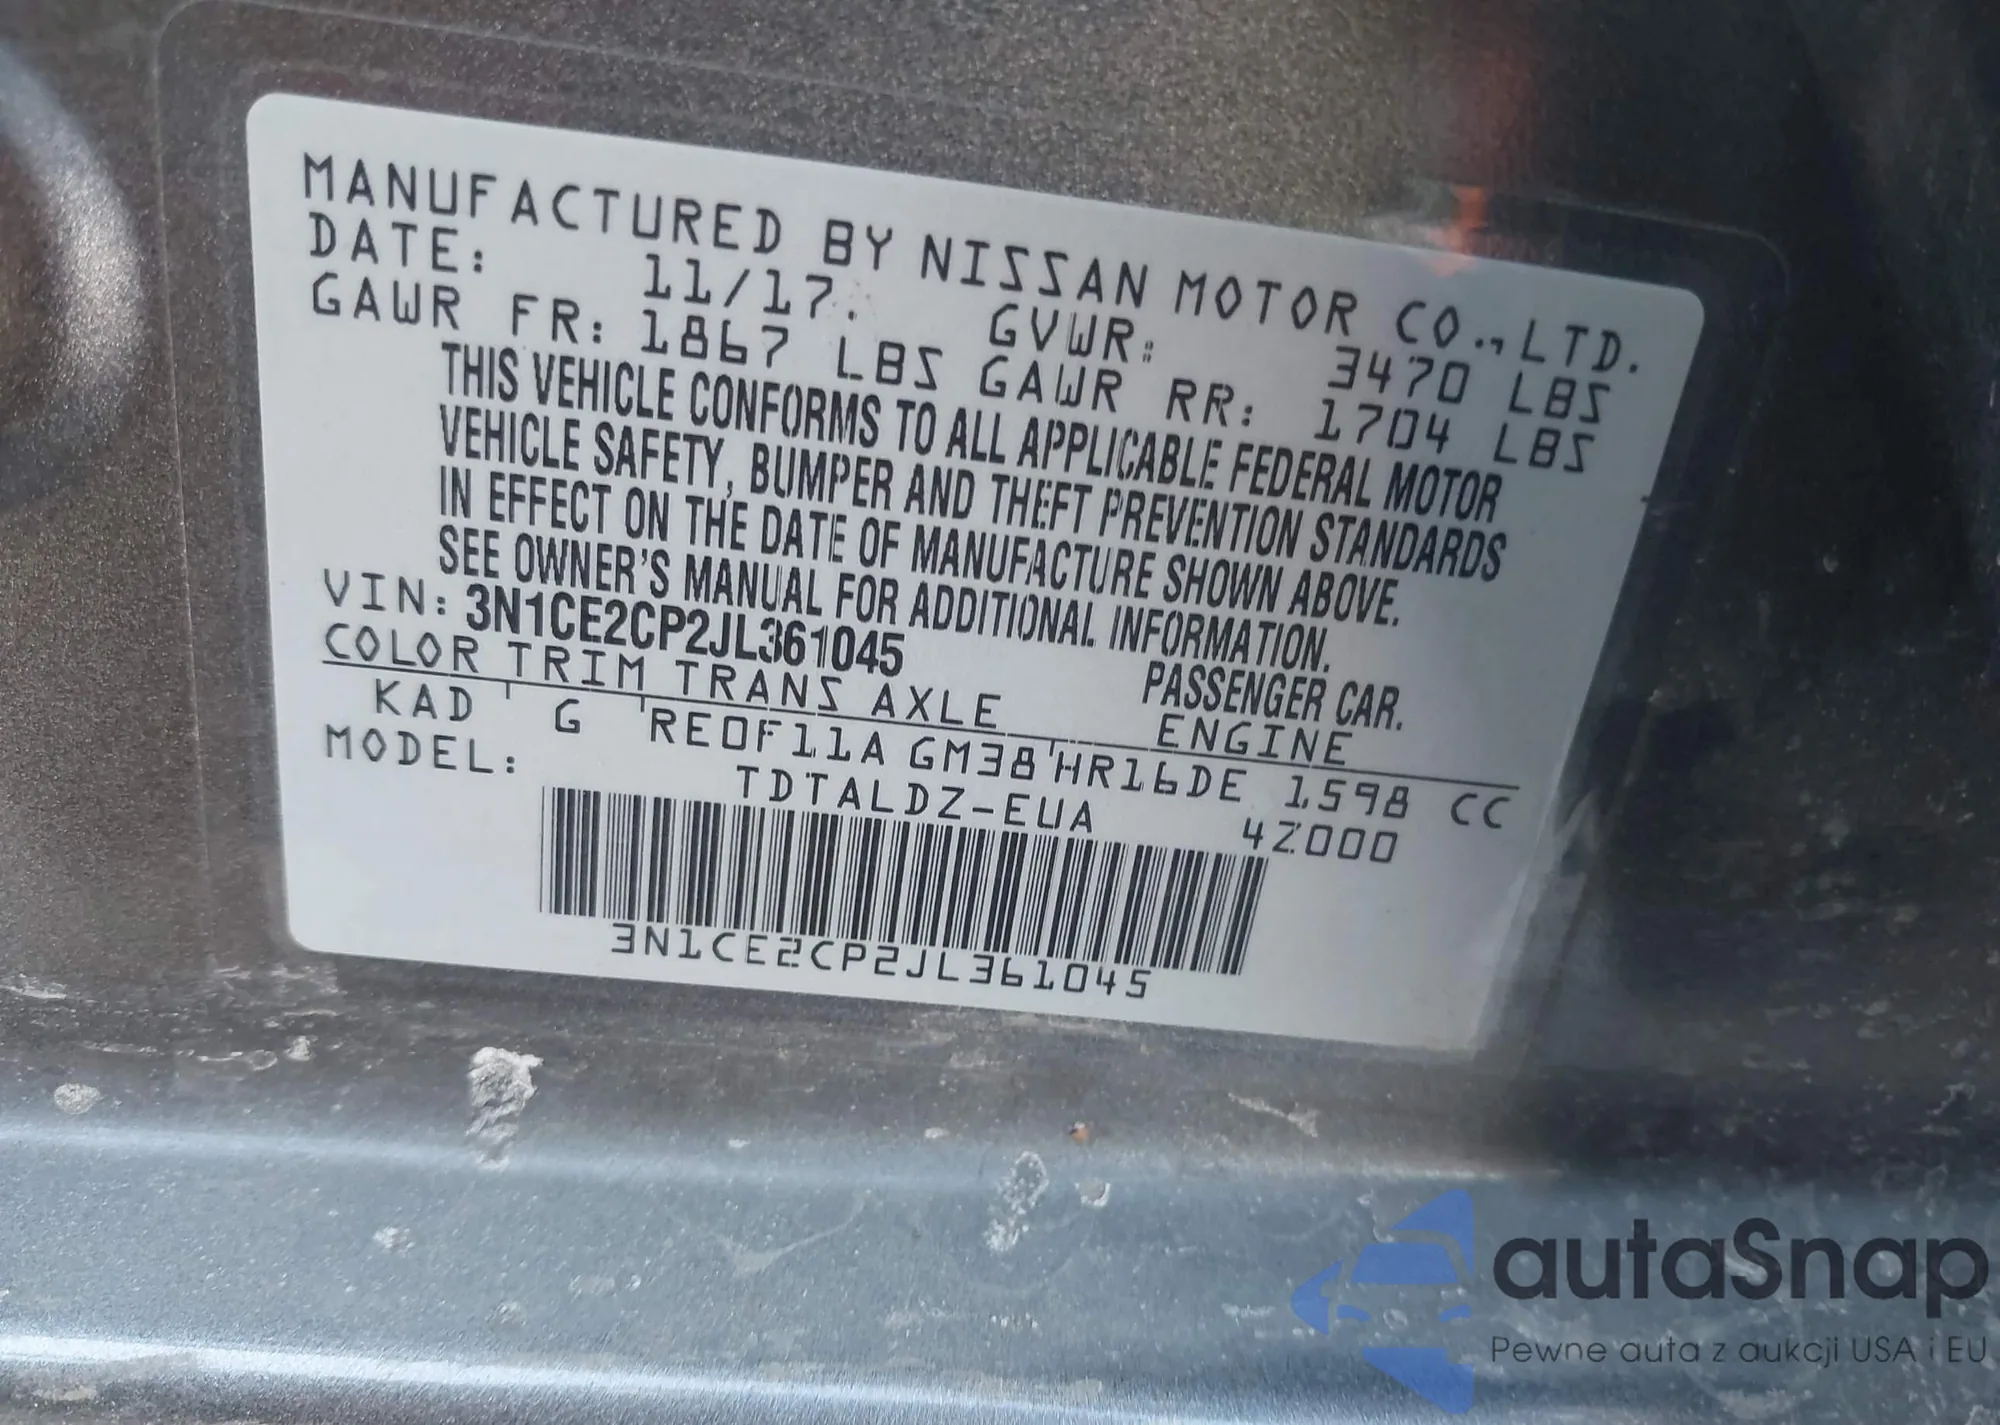 MANUFACTURED BY NISSAN MOTOR CO.,LTD.
DATE: 11/17. GVWR: 3470 LBS
GAWR FR: 1867 LBS GAWR RR: 1704 LBS
THIS VEHICLE CONFORMS TO ALL APPLICABLE FEDERAL MOTOR
VEHICLE SAFETY, BUMPER AND THEFT PREVENTION STANDARDS
IN EFFECT ON THE DATE OF MANUFACTURE SHOWN ABOVE.
SEE OWNER'S MANUAL FOR ADDITIONAL INFORMATION.
VIN: 3N1CE2CP2JL361045 PASSENGER CAR.
COLOR TRIM TRANS AXLE ENGINE
KAD G RE0F11A GM38 HR16DE 1,598 CC
MODEL: TDTALDZ-EUA 4Z000
3N1CE2CP2JL361045
autaSnap
Pewne auta z aukcji USA i EU